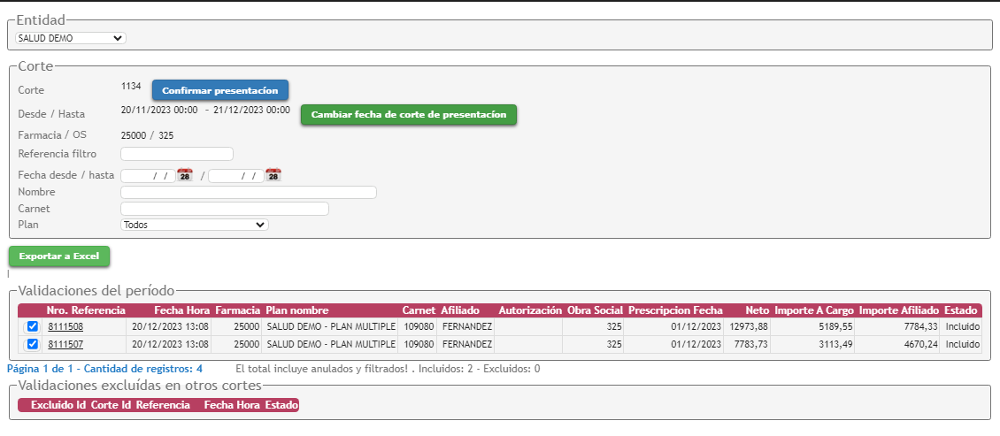 Entidad
SALUD DEMO
Corte
Corte 1134 Confirmar presentacíon
Desde / Hasta 20/11/2023 00:00 - 21/12/2023 00:00 Cambiar fecha de corte de presentacíon
Farmacia / OS 25000 / 325
Referencia filtro
Fecha desde / hasta / / 28 / / / 28
Nombre
Carnet
Plan Todos
Exportar a Excel
|
Validaciones del período
Nro. Referencia Fecha Hora Farmacia Plan nombre Carnet Afiliado Autorización Obra Social Prescripcion Fecha Neto Importe A Cargo Importe Afiliado Estado
8111508 20/12/2023 13:08 25000 SALUD DEMO - PLAN MULTIPLE 109080 FERNANDEZ 325 01/12/2023 12973,88 5189,55 7784,33 Incluido
8111507 20/12/2023 13:08 25000 SALUD DEMO - PLAN MULTIPLE 109080 FERNANDEZ 325 01/12/2023 7783,73 3113,49 4670,24 Incluido
Página 1 de 1 - Cantidad de registros: 4 El total incluye anulados y filtrados! . Incluidos: 2 - Excluidos: 0
Validaciones excluídas en otros cortes
Excluido Id Corte Id Referencia Fecha Hora Estado